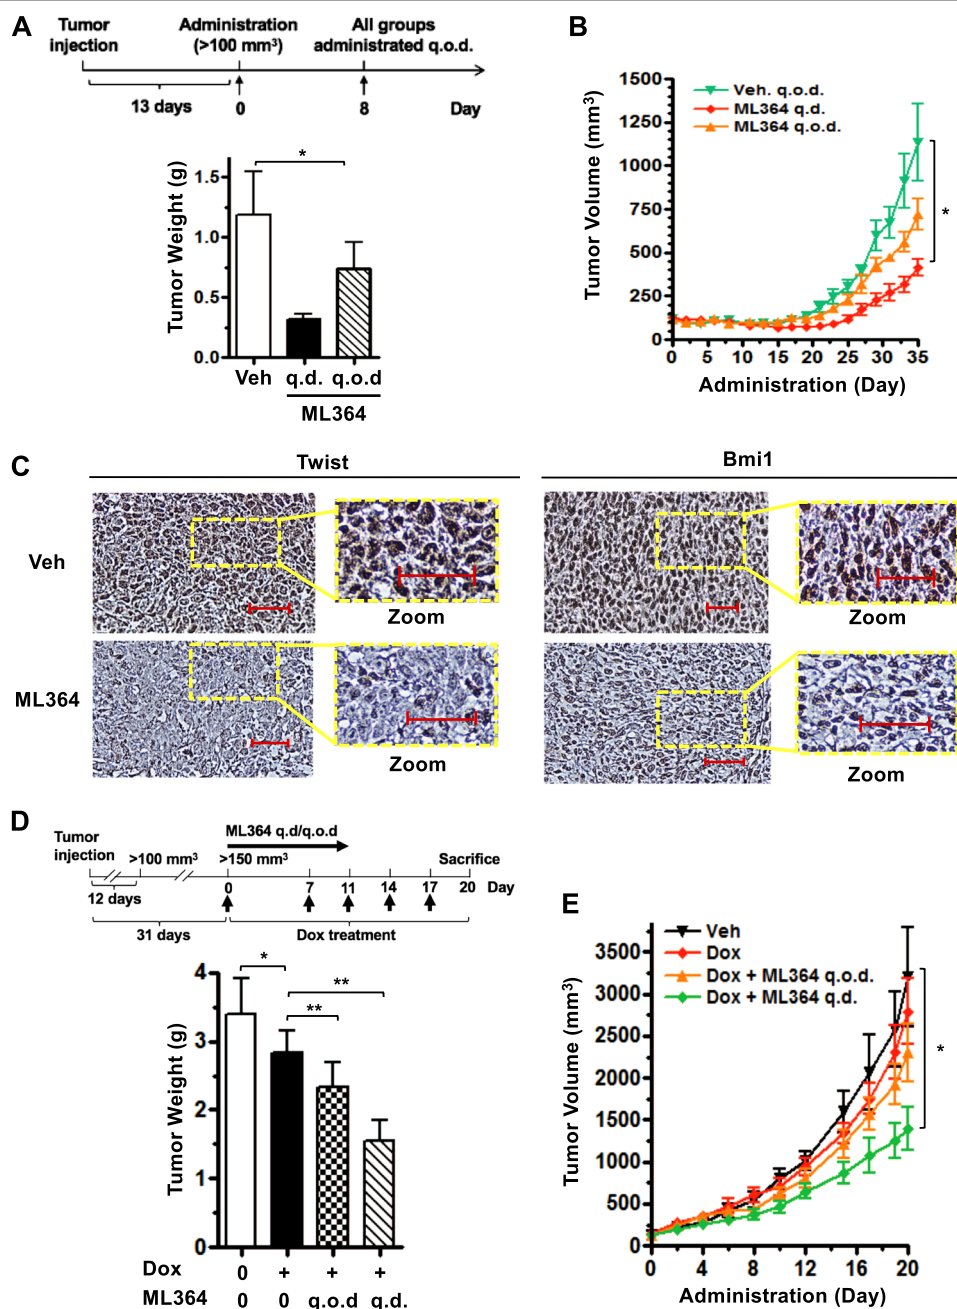 A
Tumor injection
Administration (>100 mm³)
All groups administrated q.o.d.
13 days
0
8
Day
Tumor Weight (g)
1.5
1.0
0.5
0.0
*
Veh
q.d.
q.o.d
ML364
B
Tumor Volume (mm³)
1500
1250
1000
750
500
250
0
Veh. q.o.d.
ML364 q.d.
ML364 q.o.d.
*
0 5 10 15 20 25 30 35
Administration (Day)
C
Twist
Bmi1
Veh
Zoom
Zoom
ML364
Zoom
Zoom
D
Tumor injection
>100 mm³
ML364 q.d/q.o.d
>150 mm³
Sacrifice
0 7 11 14 17 20 Day
12 days
31 days
Dox treatment
Tumor Weight (g)
4
3
2
1
0
*
**
**
Dox 0 + + +
ML364 0 0 q.o.d q.d.
E
Tumor Volume (mm³)
3500
3000
2500
2000
1500
1000
500
0
Veh
Dox
Dox + ML364 q.o.d.
Dox + ML364 q.d.
*
0 4 8 12 16 20
Administration (Day)